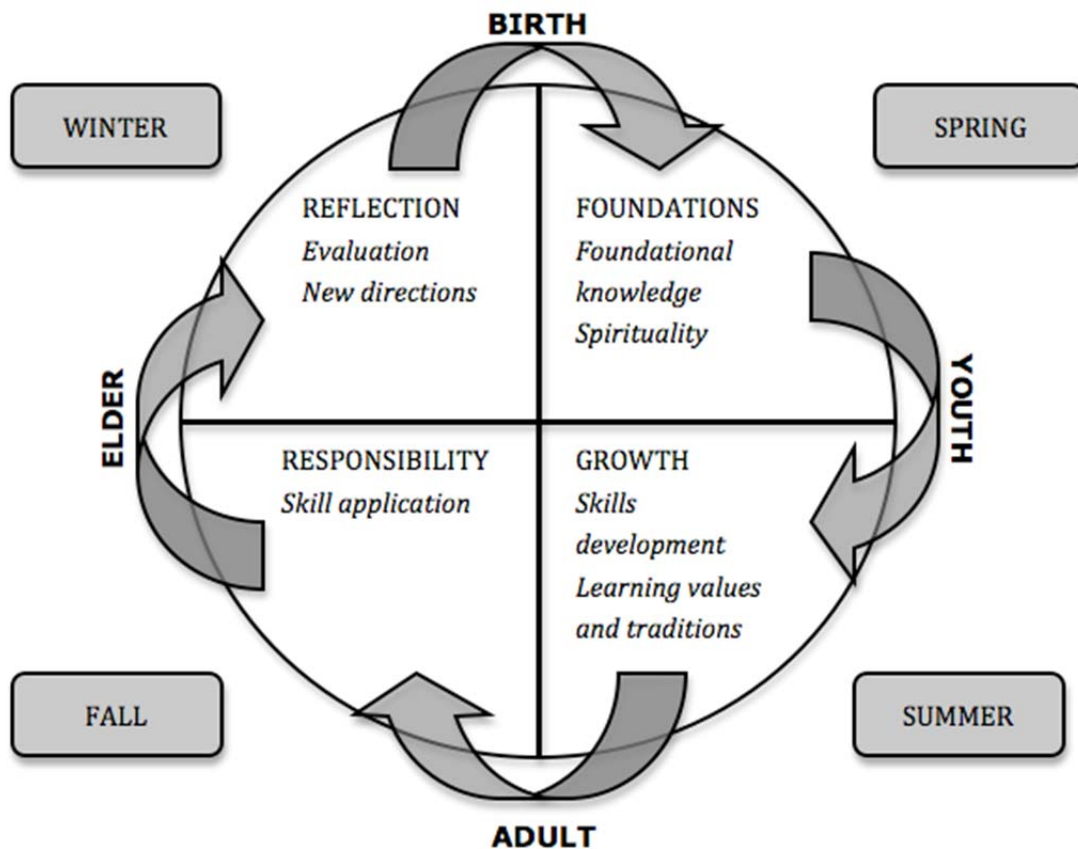 BIRTH
WINTER
SPRING
REFLECTION
Evaluation
New directions
FOUNDATIONS
Foundational
knowledge
Spirituality
ELDER
YOUTH
RESPONSIBILITY
Skill application
GROWTH
Skills
development
Learning values
and traditions
FALL
SUMMER
ADULT